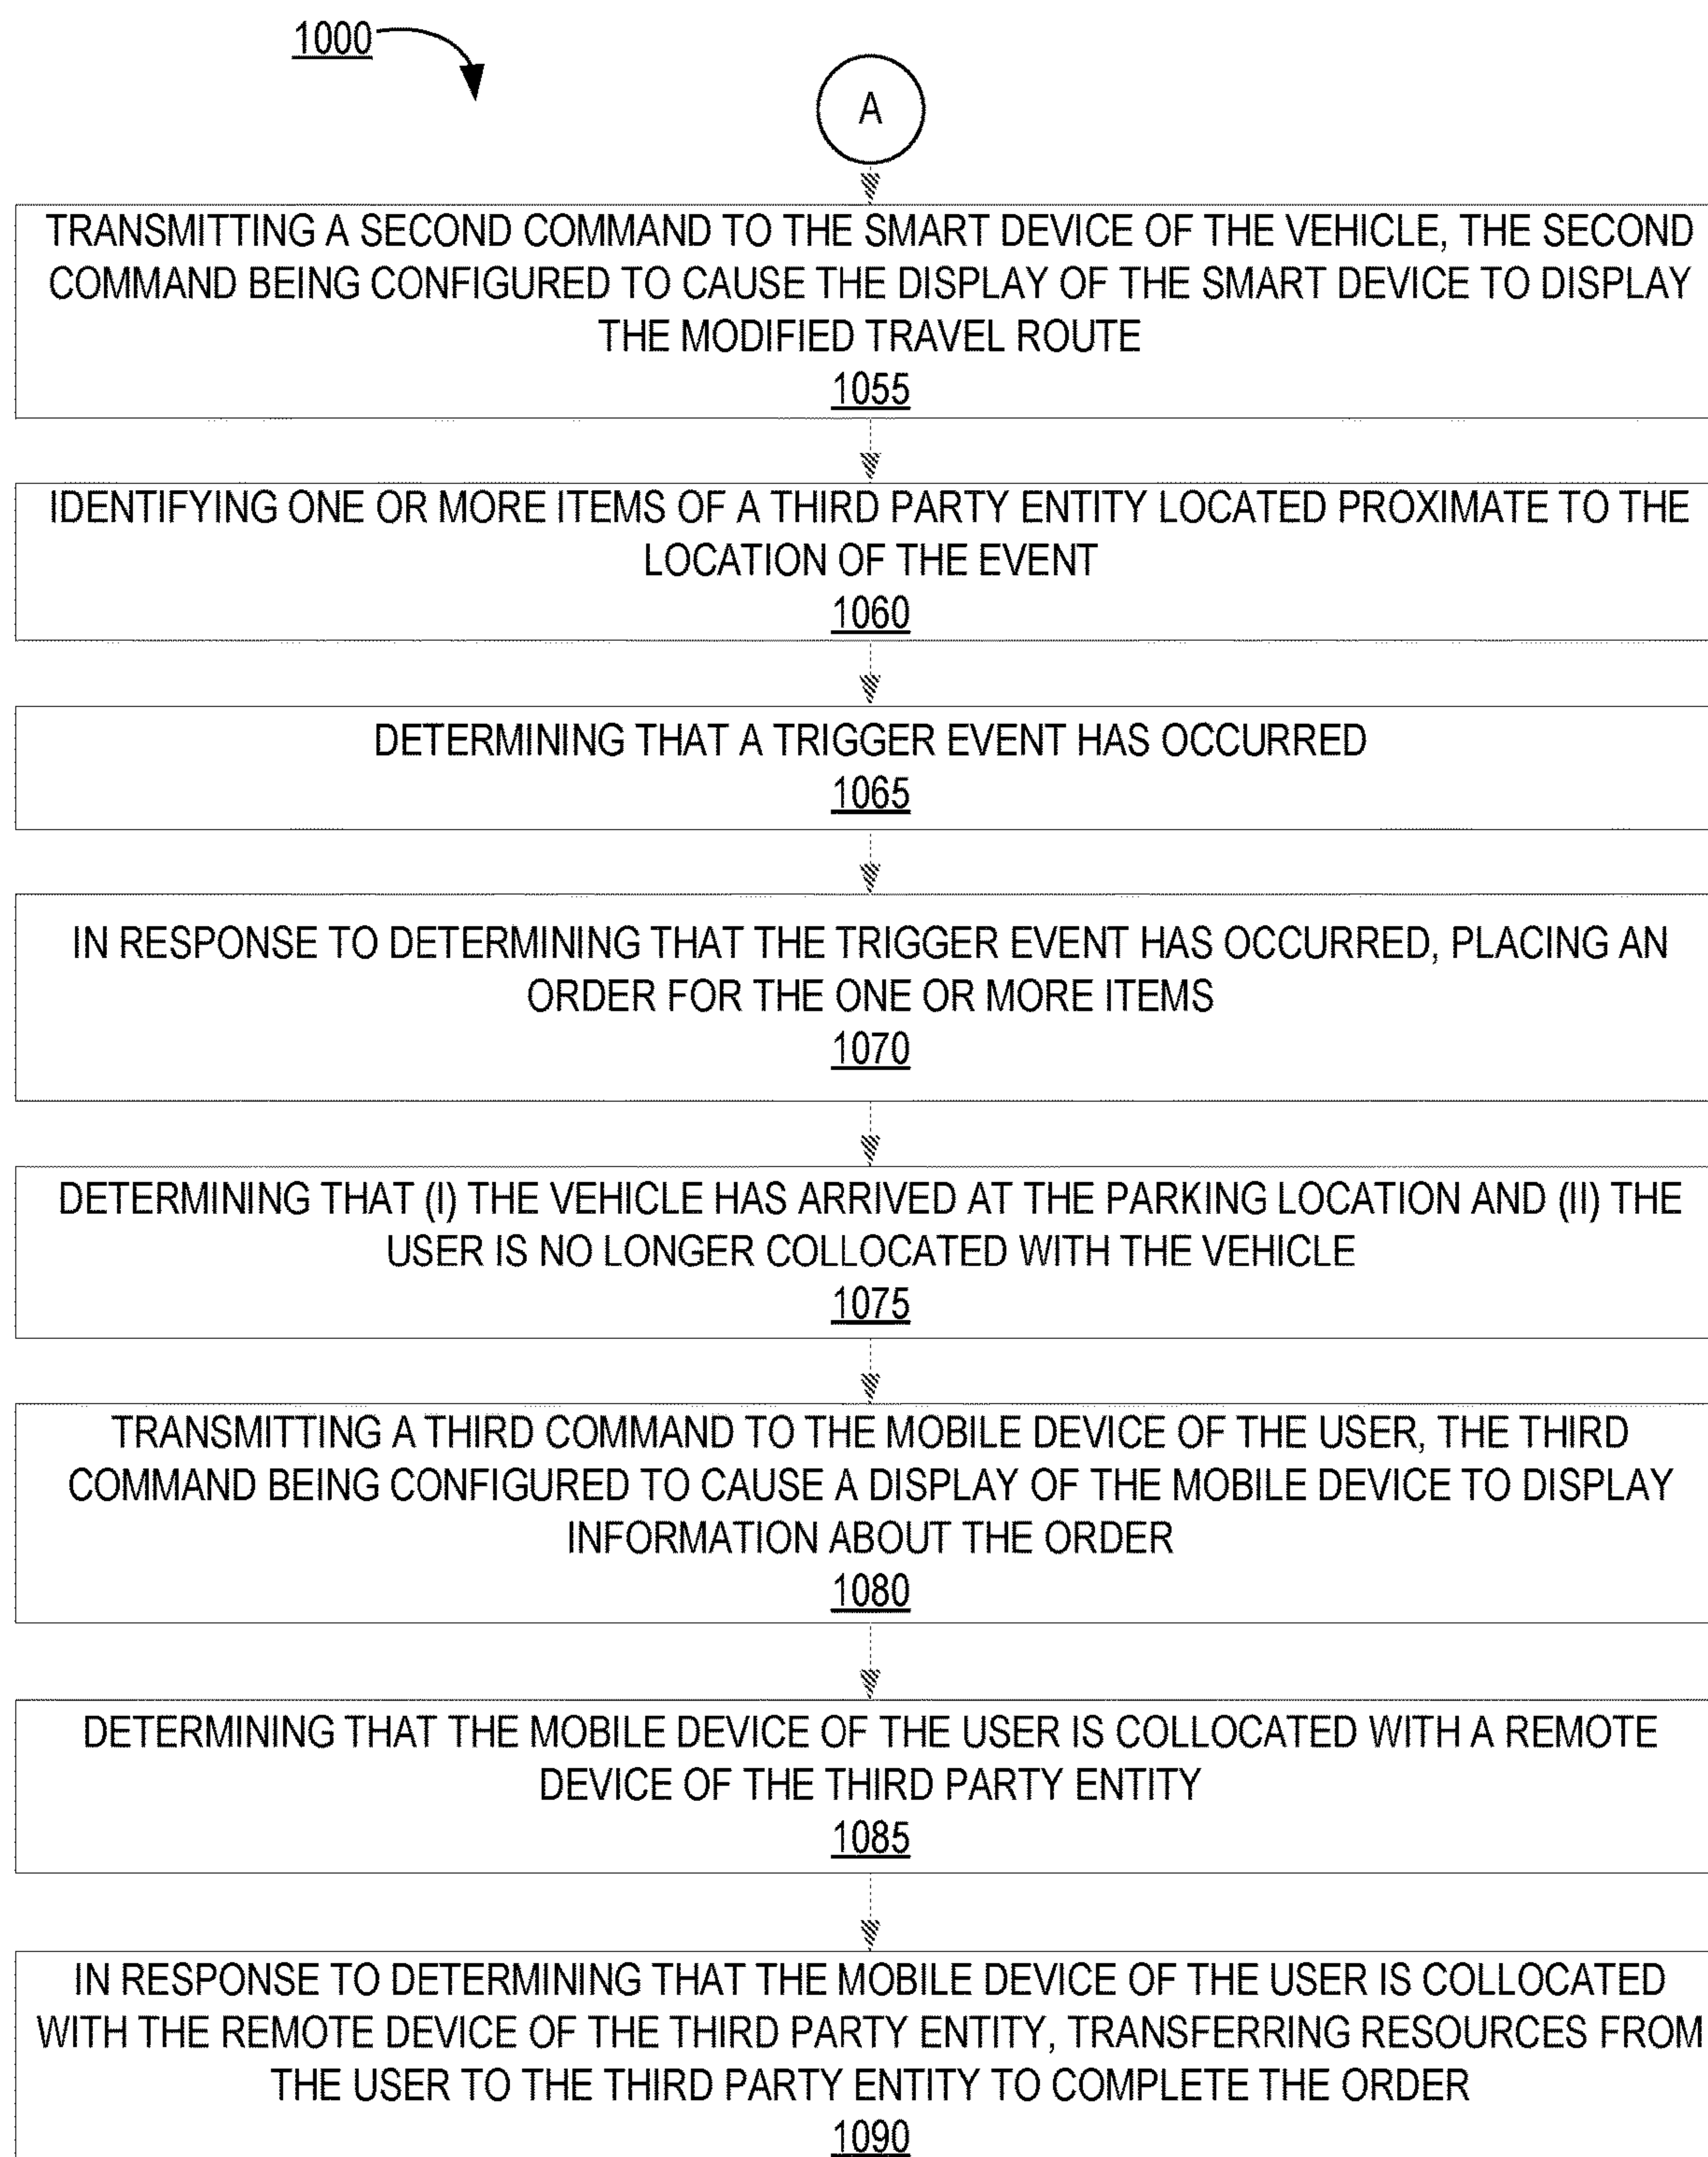 1000
A
TRANSMITTING A SECOND COMMAND TO THE SMART DEVICE OF THE VEHICLE, THE SECOND
COMMAND BEING CONFIGURED TO CAUSE THE DISPLAY OF THE SMART DEVICE TO DISPLAY
THE MODIFIED TRAVEL ROUTE
1055
IDENTIFYING ONE OR MORE ITEMS OF A THIRD PARTY ENTITY LOCATED PROXIMATE TO THE
LOCATION OF THE EVENT
1060
DETERMINING THAT A TRIGGER EVENT HAS OCCURRED
1065
IN RESPONSE TO DETERMINING THAT THE TRIGGER EVENT HAS OCCURRED, PLACING AN
ORDER FOR THE ONE OR MORE ITEMS
1070
DETERMINING THAT (I) THE VEHICLE HAS ARRIVED AT THE PARKING LOCATION AND (II) THE
USER IS NO LONGER COLLOCATED WITH THE VEHICLE
1075
TRANSMITTING A THIRD COMMAND TO THE MOBILE DEVICE OF THE USER, THE THIRD
COMMAND BEING CONFIGURED TO CAUSE A DISPLAY OF THE MOBILE DEVICE TO DISPLAY
INFORMATION ABOUT THE ORDER
1080
DETERMINING THAT THE MOBILE DEVICE OF THE USER IS COLLOCATED WITH A REMOTE
DEVICE OF THE THIRD PARTY ENTITY
1085
IN RESPONSE TO DETERMINING THAT THE MOBILE DEVICE OF THE USER IS COLLOCATED
WITH THE REMOTE DEVICE OF THE THIRD PARTY ENTITY, TRANSFERRING RESOURCES FROM
THE USER TO THE THIRD PARTY ENTITY TO COMPLETE THE ORDER
1090